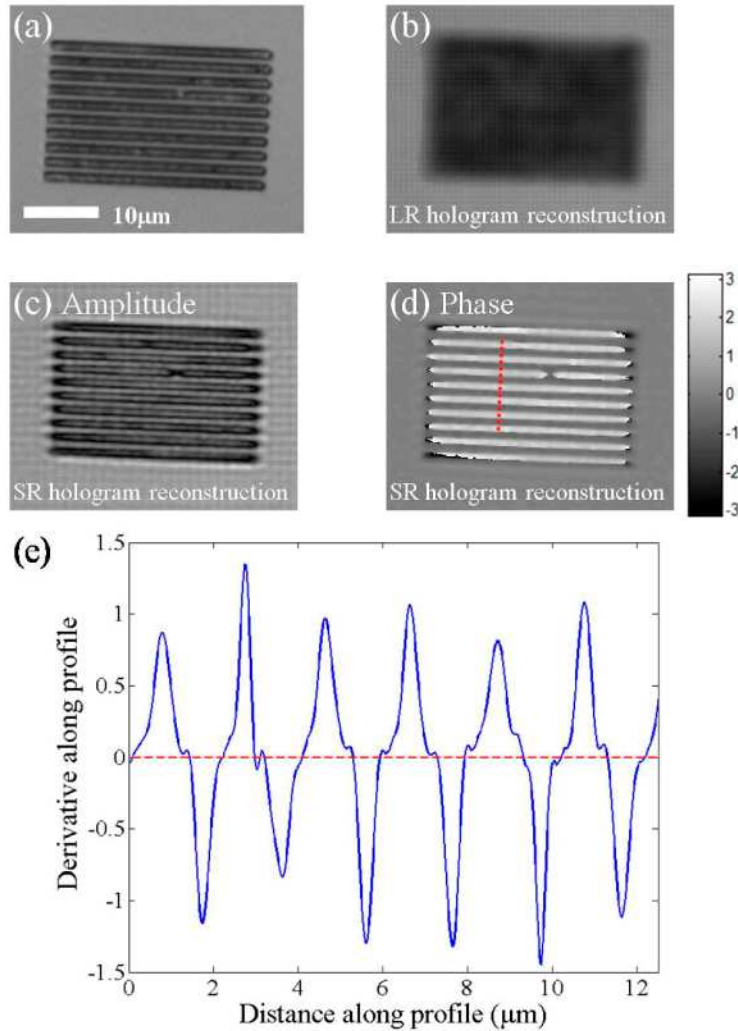 (a)
10μm
(b)
LR hologram reconstruction
(c) Amplitude
SR hologram reconstruction
(d) Phase
SR hologram reconstruction
3
2
1
0
-1
-2
-3
(e)
1.5
1
0.5
0
-0.5
-1
-1.5
Derivative along profile
0 2 4 6 8 10 12
Distance along profile (μm)